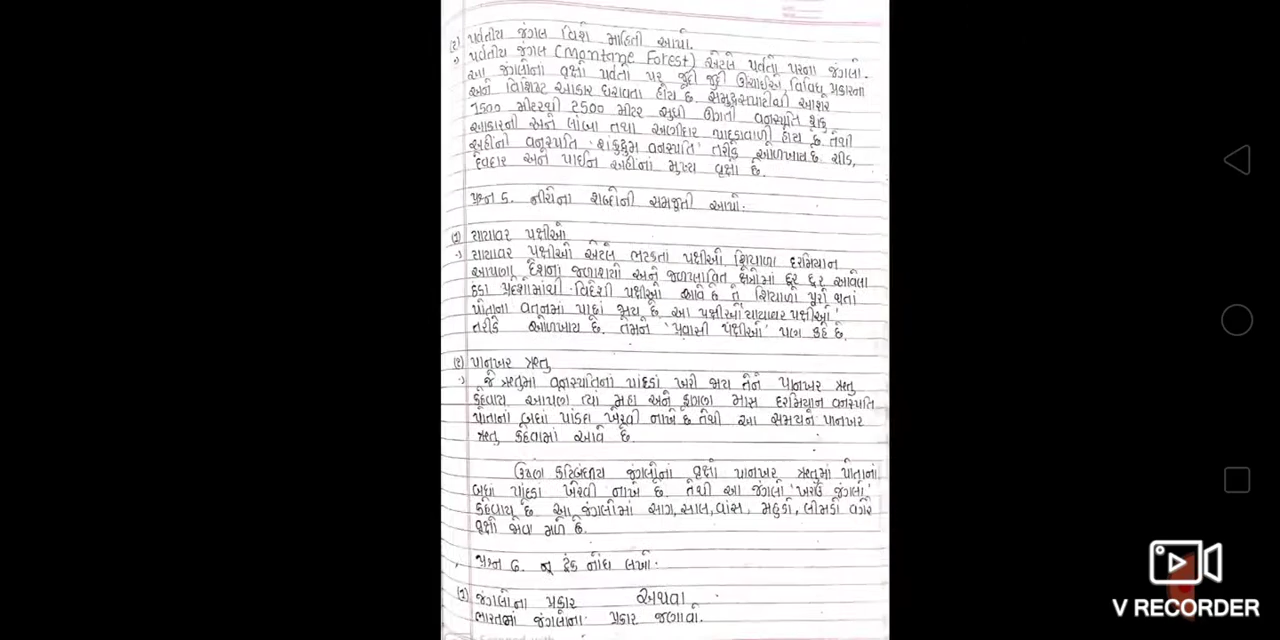 (૮) પર્વતીય જંગલ વિશે માહિતી આપો.
પર્વતીય જંગલ (Montane Forest) એટલે પર્વતો પરના જંગલો.
આ જંગલોનાં વૃક્ષો પર્વતો પર જુદી જુદી ઊંચાઈએ, વિવિધ પ્રકારના
અને વિશિષ્ટ આકાર ધરાવતા હોય છે. સમુદ્રસપાટીથી આશરે
1500 મીટરથી 2500 મીટર સુધી ઊગતી વનસ્પતિ શંકુ
આકારની અને લાંબા તથા અણીદાર પાંદડાવાળી હોય છે. તેથી
અહીંની વનસ્પતિ 'શંકુદ્રુમ વનસ્પતિ' તરીકે ઓળખાય છે. ચીડ,
દેવદાર અને પાઈન અહીંનાં મુખ્ય વૃક્ષો છે.
પ્રશ્ન 5. નીચેના શબ્દોની સમજૂતી આપો.
(૧) યાયાવર પક્ષીઓ
યાયાવર પક્ષીઓ એટલે ભટકતાં પક્ષીઓ શિયાળા દરમિયાન
આપણા દેશના જળાશયો અને જળપ્લાવિત ક્ષેત્રોમાં દૂર દૂર આવેલા
ઠંડા પ્રદેશોમાંથી વિદેશી પક્ષીઓ આવે છે તે શિયાળો પૂરો થતાં
પોતાના વતનમાં પાછાં જાય છે. આ પક્ષીઓ 'યાયાવર પક્ષીઓ'
તરીકે ઓળખાય છે. તેમને 'પ્રવાસી પક્ષીઓ' પણ કહે છે.
(૨) પાનખર ઋતુ
જે ઋતુમાં વનસ્પતિનાં પાંદડાં ખરી જાય તેને પાનખર ઋતુ
કહેવાય આપણા ત્યાં મહા અને ફાગણ માસ દરમિયાન વનસ્પતિ
પોતાનાં બધાં પાંદડાં ખેરવી નાખે છે તેથી આ સમયને પાનખર
ઋતુ કહેવામાં આવે છે.
ઉષ્ણ કટિબંધીય જંગલોનાં વૃક્ષો પાનખર ઋતુમાં પોતાનાં
બધાં પાંદડાં ખેરવી નાખે છે. તેથી આ જંગલો 'ખરાઉ જંગલો'
કહેવાય છે. આ જંગલોમાં સાગ, સાલ, વાંસ, મહુડો, લીમડો વગેરે
વૃક્ષો જોવા મળે છે.
પ્રશ્ન 6. ટૂંક નોંધ લખો.
(૧) જંગલોના પ્રકાર અથવા
ભારતમાં જંગલોના પ્રકાર જણાવો.
V RECORDER